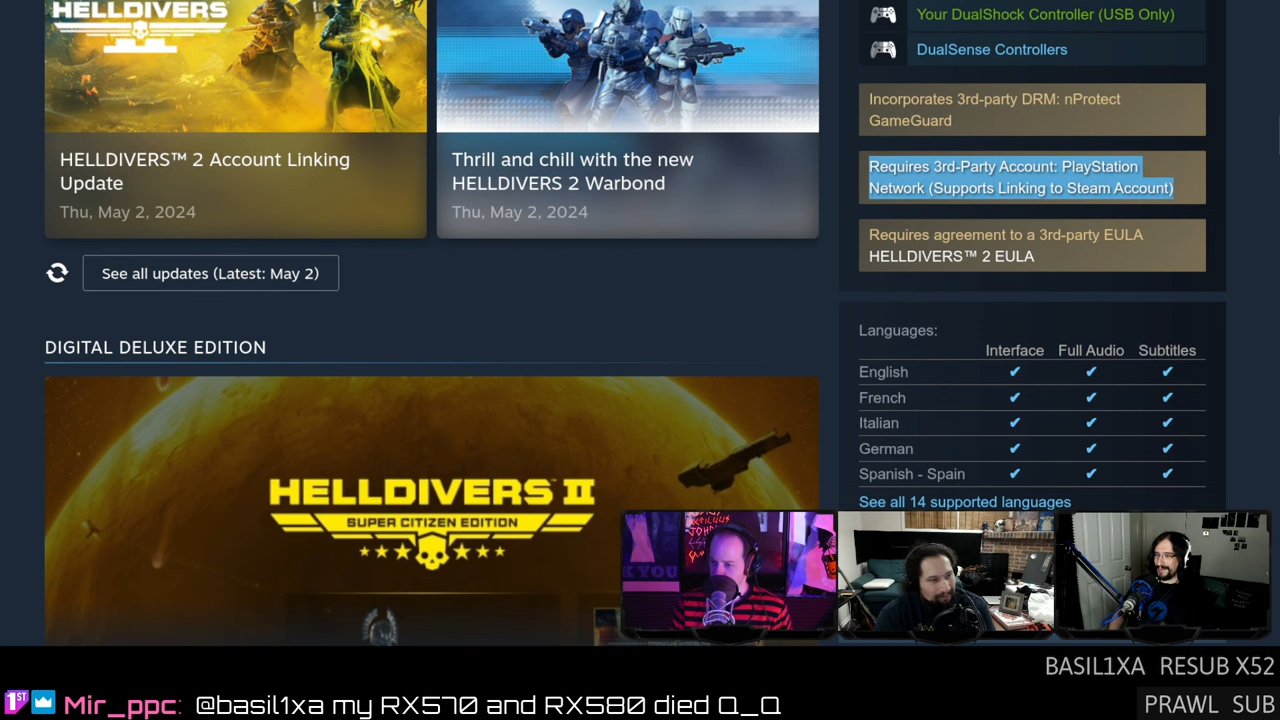 HELLDIVERS
II
HELLDIVERS™ 2 Account Linking
Update
Thu, May 2, 2024
Thrill and chill with the new
HELLDIVERS 2 Warbond
Thu, May 2, 2024
See all updates (Latest: May 2)
DIGITAL DELUXE EDITION
HELLDIVERS II
SUPER CITIZEN EDITION
Your DualShock Controller (USB Only)
DualSense Controllers
Incorporates 3rd-party DRM: nProtect
GameGuard
Requires 3rd-Party Account: PlayStation
Network (Supports Linking to Steam Account)
Requires agreement to a 3rd-party EULA
HELLDIVERS™ 2 EULA
Languages:
Interface Full Audio Subtitles
English ✔ ✔ ✔
French ✔ ✔ ✔
Italian ✔ ✔ ✔
German ✔ ✔ ✔
Spanish - Spain ✔ ✔ ✔
See all 14 supported languages
K YOU
BASIL1XA RESUB X52
PRAWL SUB
1ST Mir_ppc: @basil1xa my RX570 and RX580 died Q_Q